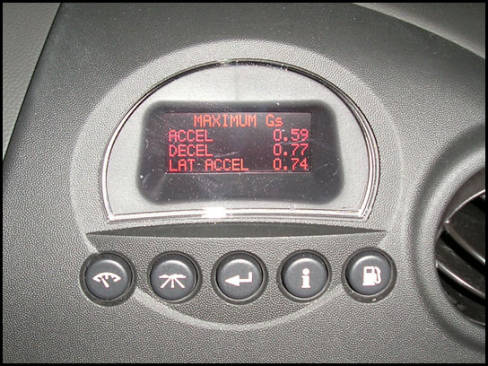 MAXIMUM Gs
ACCEL 0.59
DECEL 0.77
LAT ACCEL 0.74